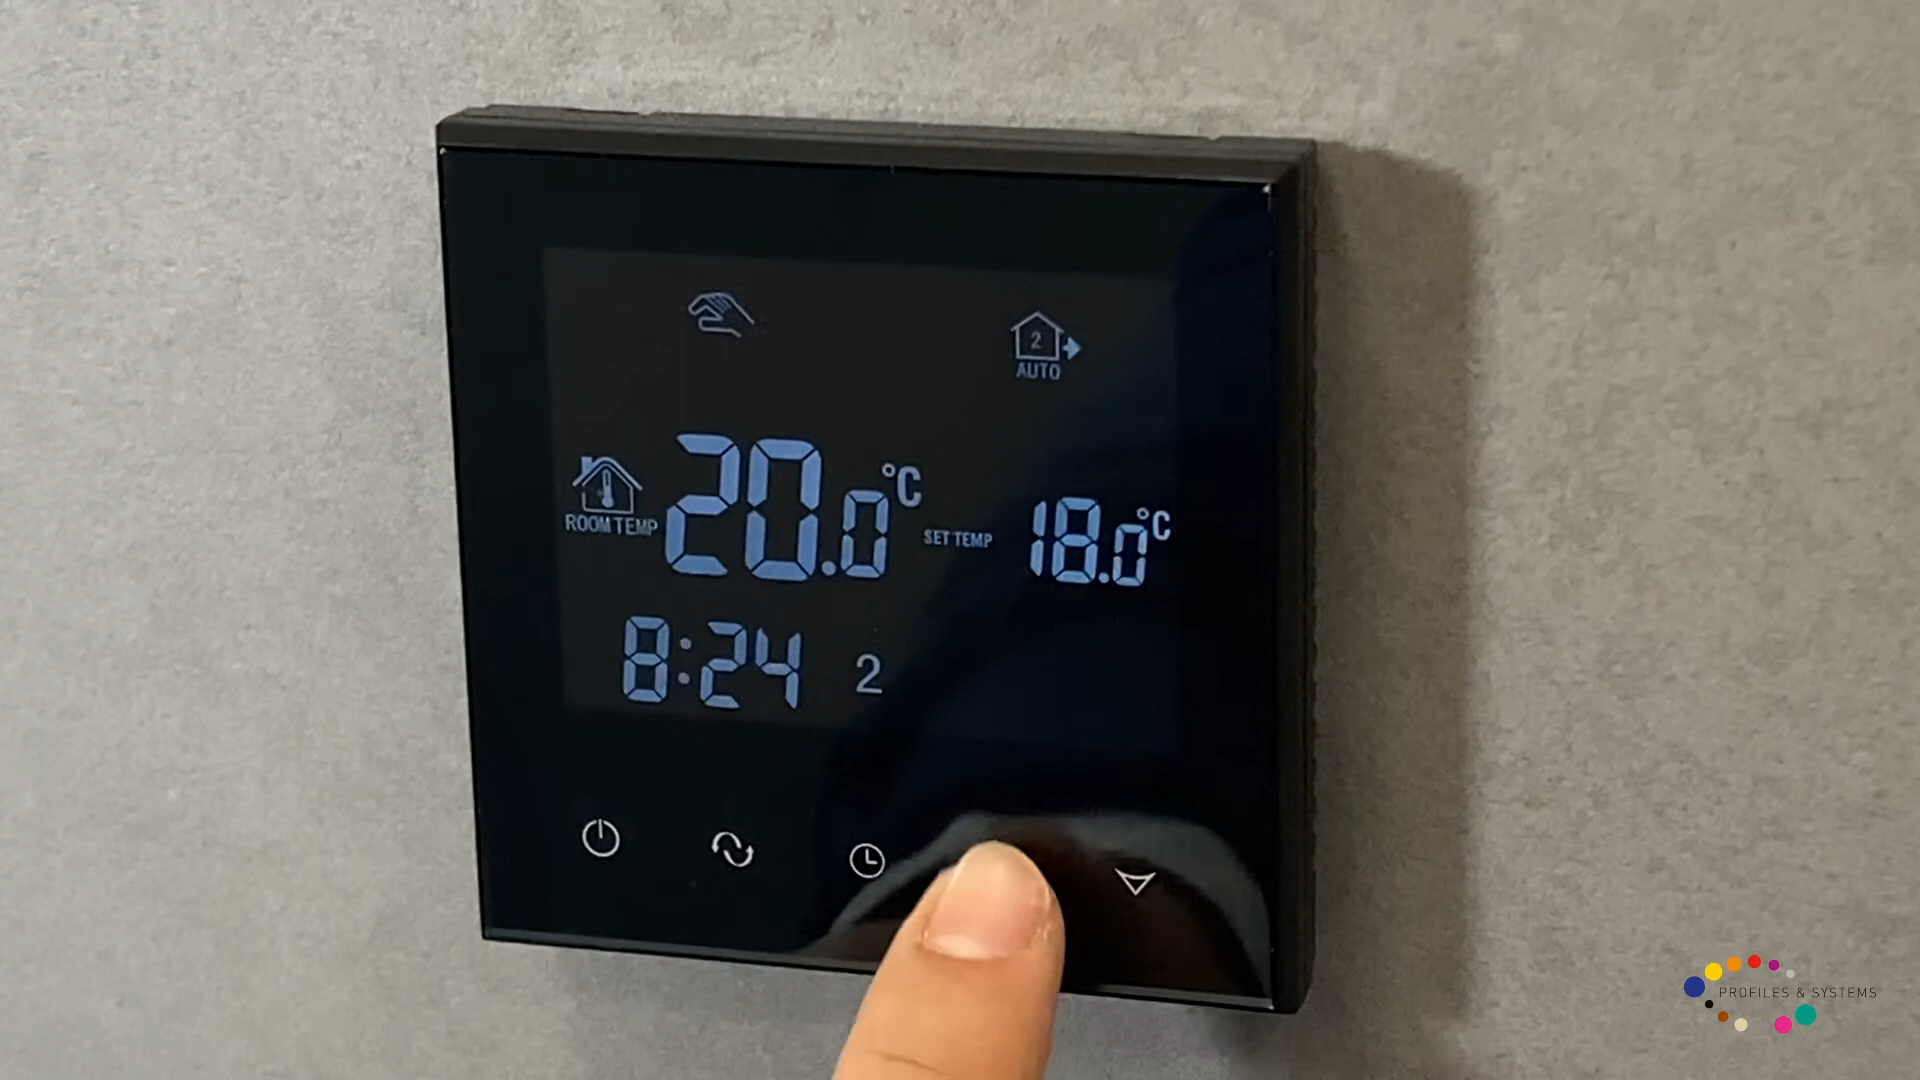 2
AUTO
ROOM TEMP 20.0°C SET TEMP 18.0°C
8:24 2
PROFILES & SYSTEMS